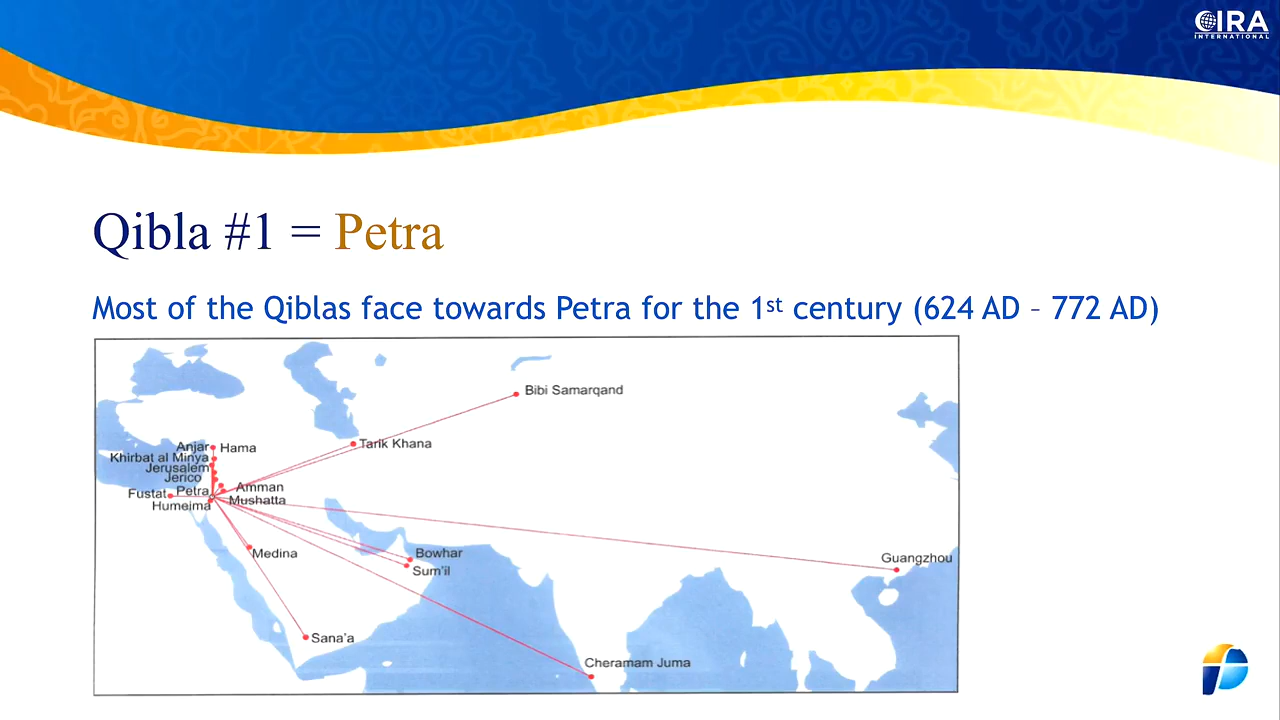 CIRA
INTERNATIONAL
Qibla #1 = Petra
Most of the Qiblas face towards Petra for the 1st century (624 AD – 772 AD)
Bibi Samarqand
Tarik Khana
Anjar Hama
Khirbat al Minya
Jerusalem
Jerico
Fustat Petra Amman
Humeima Mushatta
Medina
Bowhar
Sum'il
Guangzhou
Sana'a
Cheramam Juma